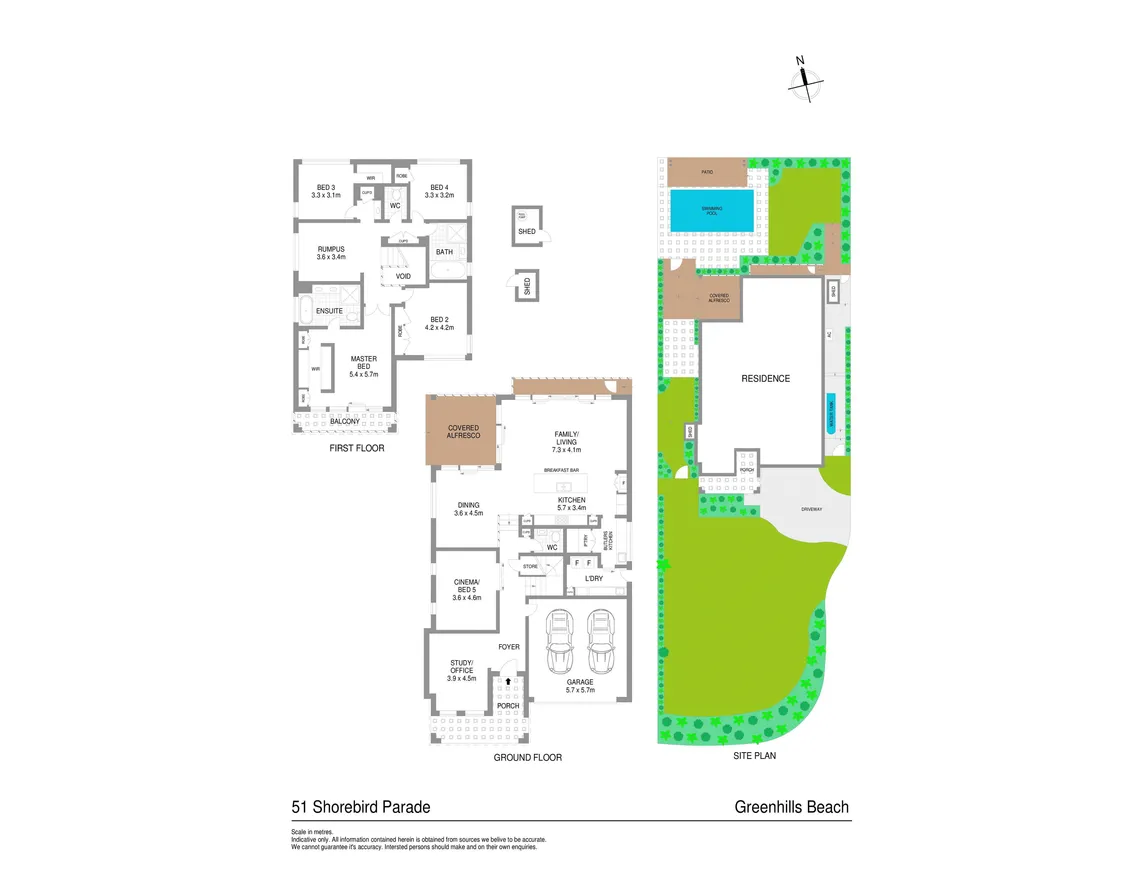 N
BED 3
3.3 x 3.1m
WIR
ROBE
BED 4
3.3 x 3.2m
CUPS
WC
RUMPUS
3.6 x 3.4m
CUPS
BATH
VOID
ENSUITE
BED 2
4.2 x 4.2m
ROBE
ROBE
WIR
MASTER
BED
5.4 x 5.7m
ROBE
BALCONY
FIRST FLOOR
SHED
SHED
COVERED
ALFRESCO
FAMILY/
LIVING
7.3 x 4.1m
BREAKFAST BAR
F
KITCHEN
5.7 x 3.4m
DINING
3.6 x 4.5m
CUPS
CUPS
CUPS
WC
BUTLERS
KITCHEN
STORE
F
F
L'DRY
CINEMA/
BED 5
3.6 x 4.6m
FOYER
STUDY/
OFFICE
3.9 x 4.5m
GARAGE
5.7 x 5.7m
PORCH
GROUND FLOOR
PATIO
SWIMMING
POOL
COVERED
ALFRESCO
SHED
AC
RESIDENCE
SHED
PORCH
DRIVEWAY
SITE PLAN
51 Shorebird Parade
Greenhills Beach
Scale in metres.
Indicative only. All information contained herein is obtained from sources we belive to be accurate.
We cannot guarantee it's accuracy. Intersted persons should make and on their own enquiries.